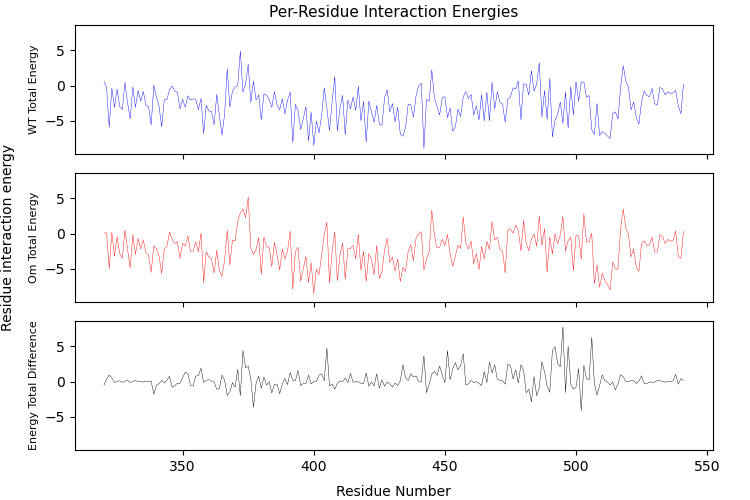 Per-Residue Interaction Energies
Residue interaction energy
WT Total Energy
5
0
−5
Om Total Energy
5
0
−5
Energy Total Difference
5
0
−5
350 400 450 500 550
Residue Number